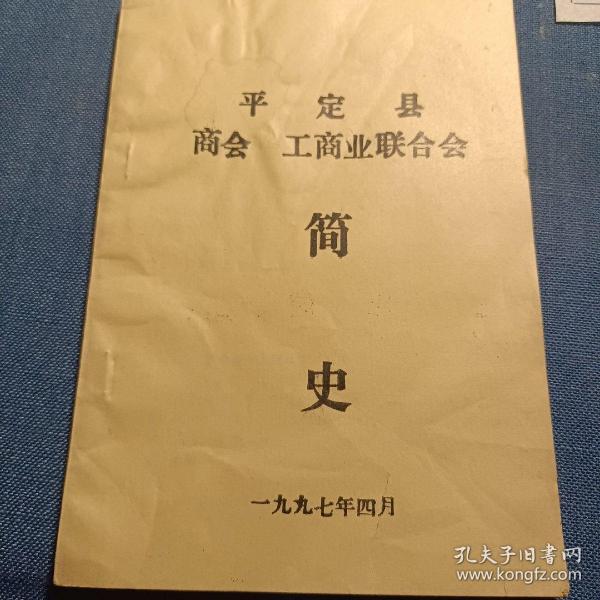 平定县
商会 工商业联合会
简
史
一九九七年四月
孔夫子旧書网
www.kongfz.com